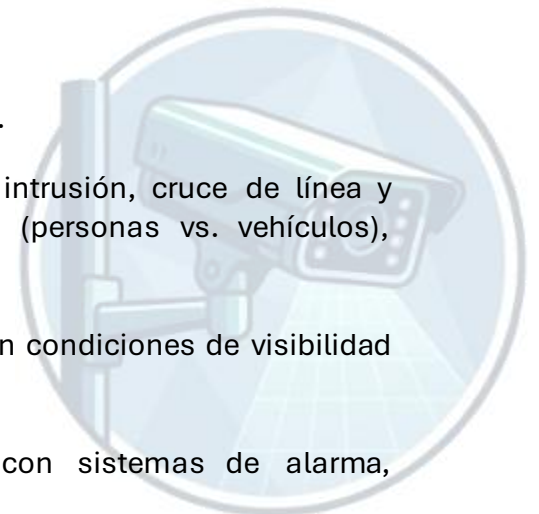 .
intrusión, cruce de línea y
(personas vs. vehículos),
n condiciones de visibilidad
con sistemas de alarma,